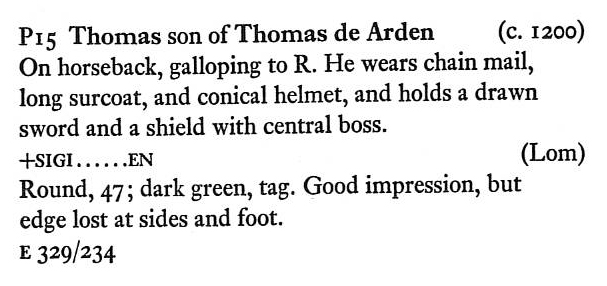 P15 Thomas son of Thomas de Arden (c. 1200)
On horseback, galloping to R. He wears chain mail,
long surcoat, and conical helmet, and holds a drawn
sword and a shield with central boss.
+SIGI......EN (Lom)
Round, 47; dark green, tag. Good impression, but
edge lost at sides and foot.
E 329/234